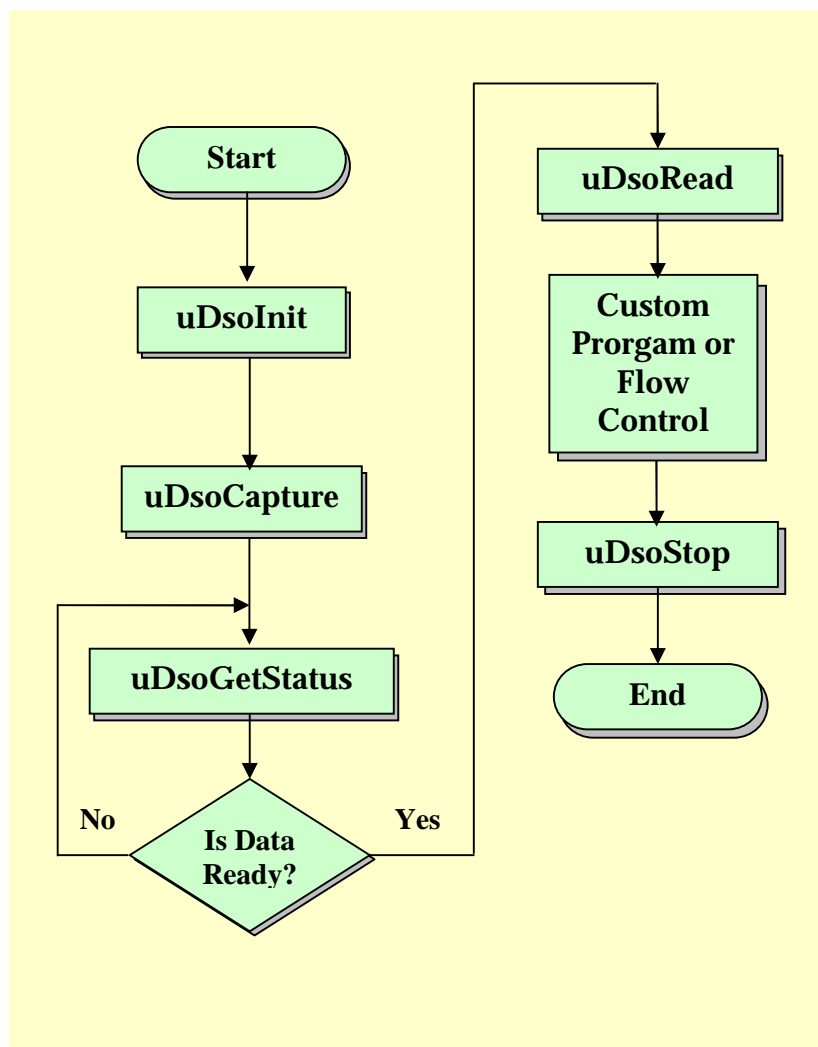 Start
uDsoInit
uDsoCapture
uDsoGetStatus
Is Data
Ready?
No
Yes
uDsoRead
Custom
Prorgam or
Flow
Control
uDsoStop
End